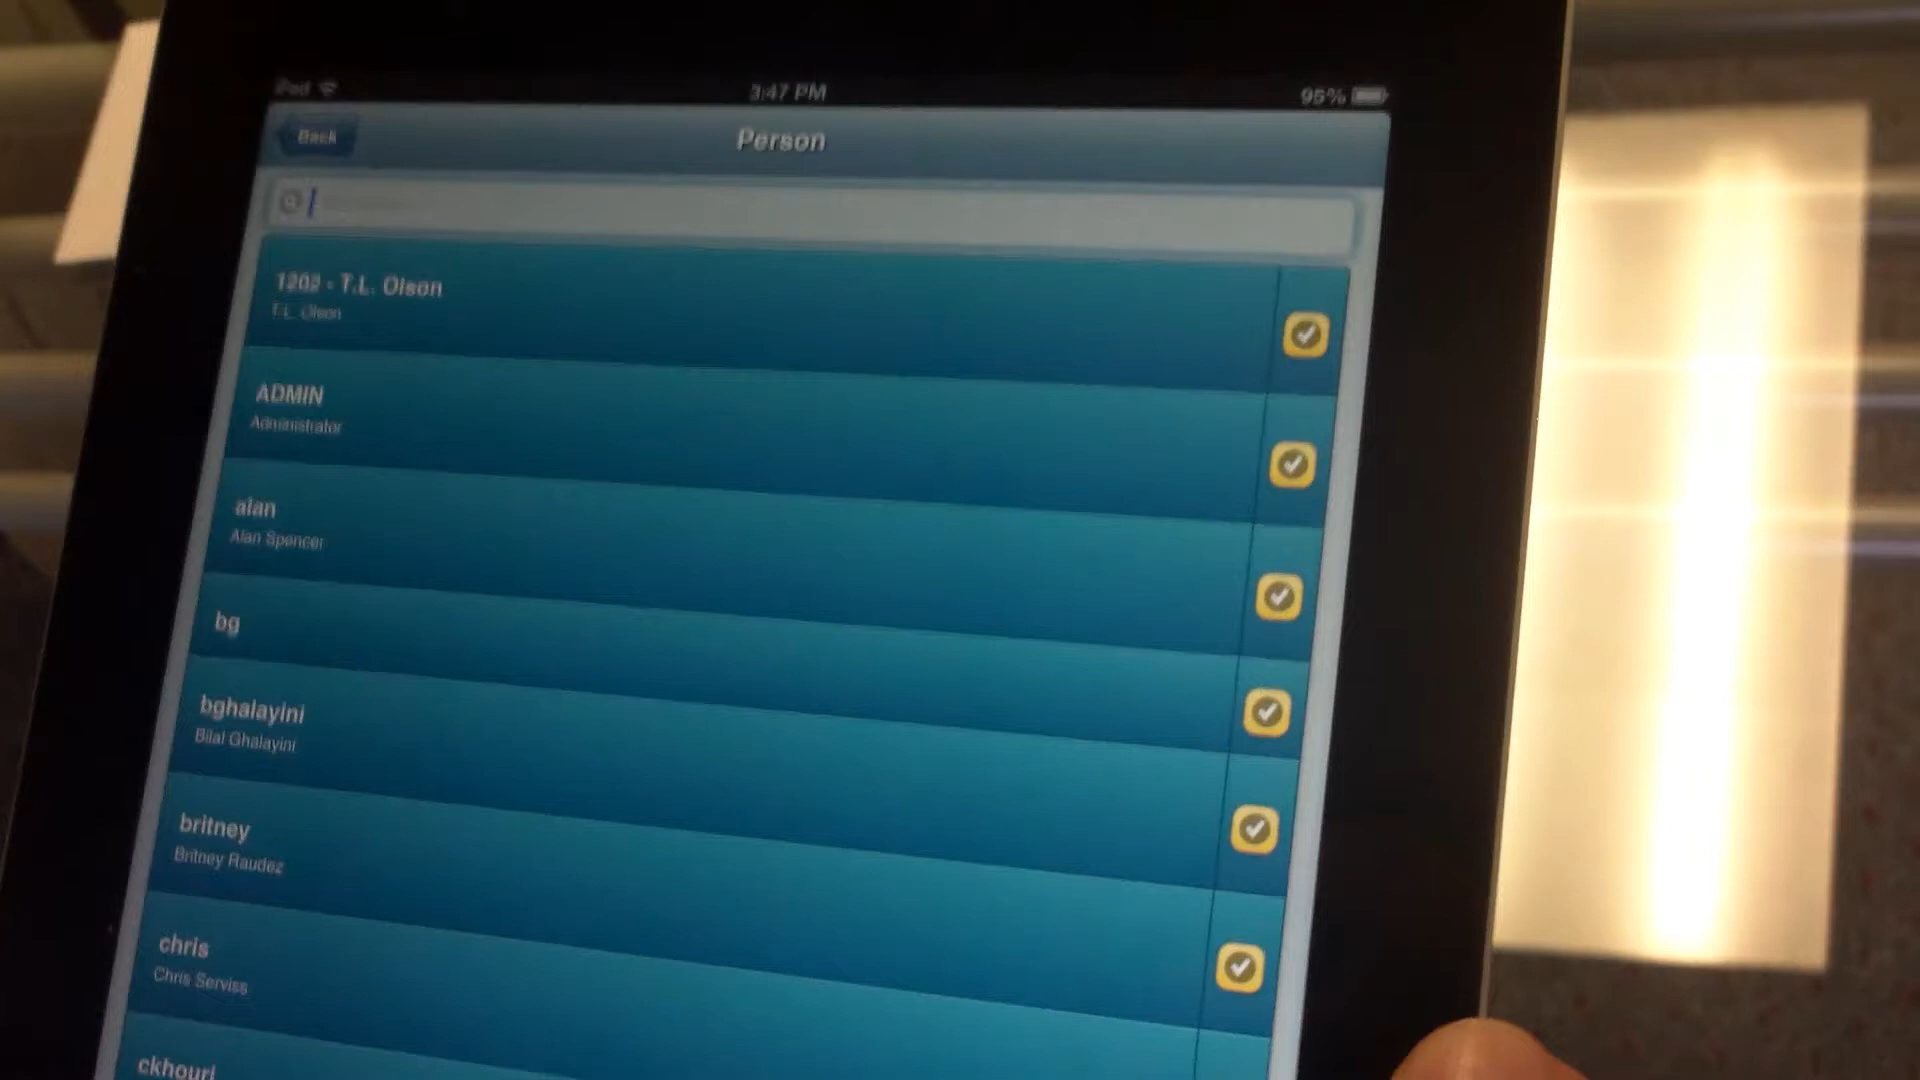 iPad
3:47 PM
95%
Back
Person
1202 - T.L. Olson
T.L. Olson
ADMIN
Administrator
alan
Alan Spencer
bg
bghalayini
Bilal Ghalayini
britney
Britney Raudez
chris
Chris Serviss
ckhouri